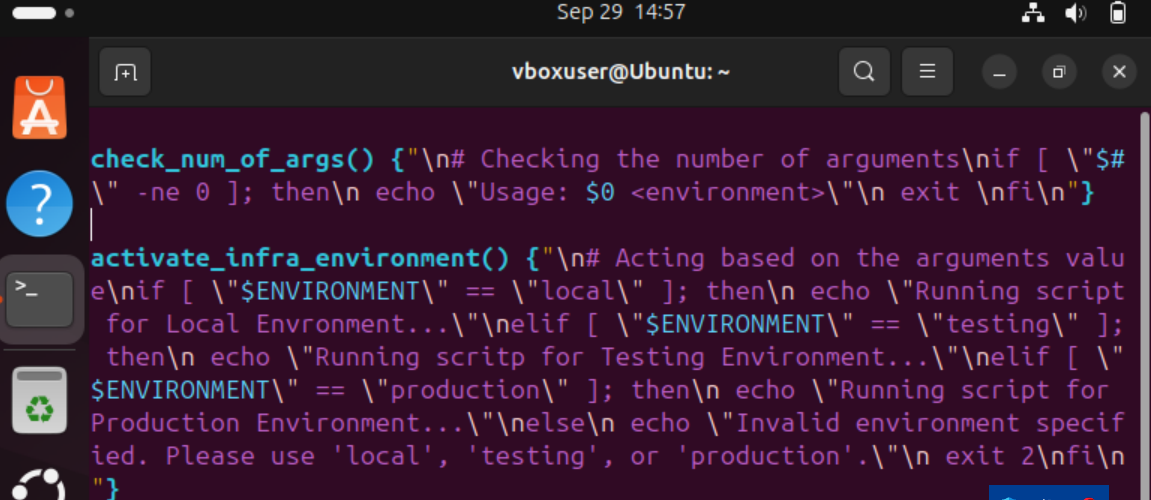 Sep 29 14:57
vboxuser@Ubuntu: ~
check_num_of_args() {"\n# Checking the number of arguments\nif [ \"$#
\" -ne 0 ]; then\n echo \"Usage: $0 <environment>\"\n exit \nfi\n"}
activate_infra_environment() {"\n# Acting based on the arguments valu
e\nif [ \"$ENVIRONMENT\" == \"local\" ]; then\n echo \"Running script
 for Local Envronment...\"\nelif [ \"$ENVIRONMENT\" == \"testing\" ];
 then\n echo \"Running scritp for Testing Environment...\"\nelif [ \"
$ENVIRONMENT\" == \"production\" ]; then\n echo \"Running script for
Production Environment...\"\nelse\n echo \"Invalid environment specif
ied. Please use 'local', 'testing', or 'production'.\"\n exit 2\nfi\n
"}